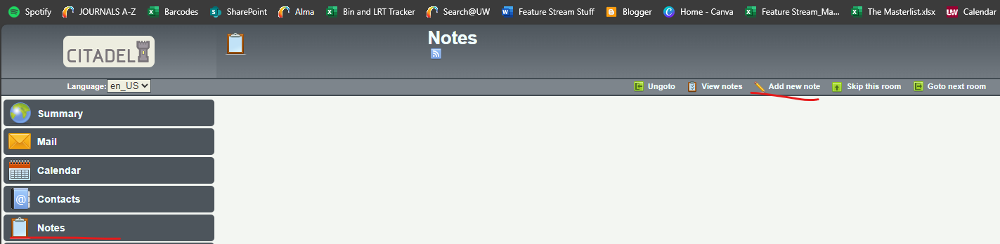 Spotify JOURNALS A-Z Barcodes SharePoint Alma Bin and LRT Tracker Search@UW Feature Stream Stuff Blogger Home - Canva Feature Stream_Ma... The Masterlist.xlsx UW Calendar
CITADEL
Notes
Language: en_US
Ungoto View notes Add new note Skip this room Goto next room
Summary
Mail
Calendar
Contacts
Notes